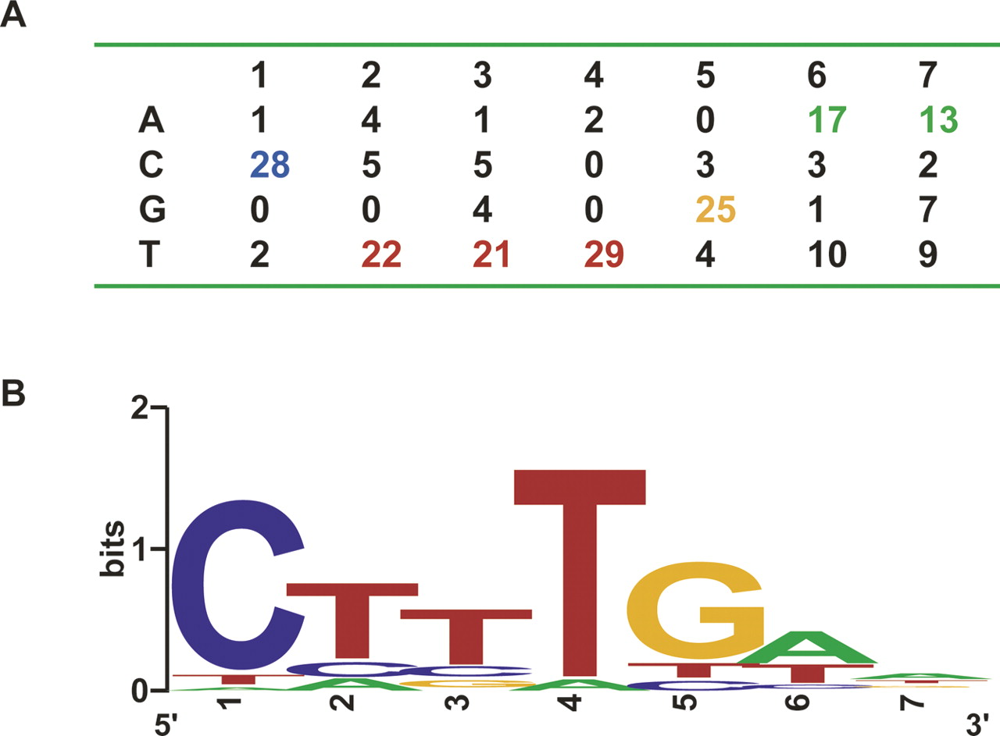 A
1 2 3 4 5 6 7
A 1 4 1 2 0 17 13
C 28 5 5 0 3 3 2
G 0 0 4 0 25 1 7
T 2 22 21 29 4 10 9
B
2
bits
1
0
C T T T G A A
T C C A T T T
A A G C C G
5' 1 2 3 4 5 6 7 3'